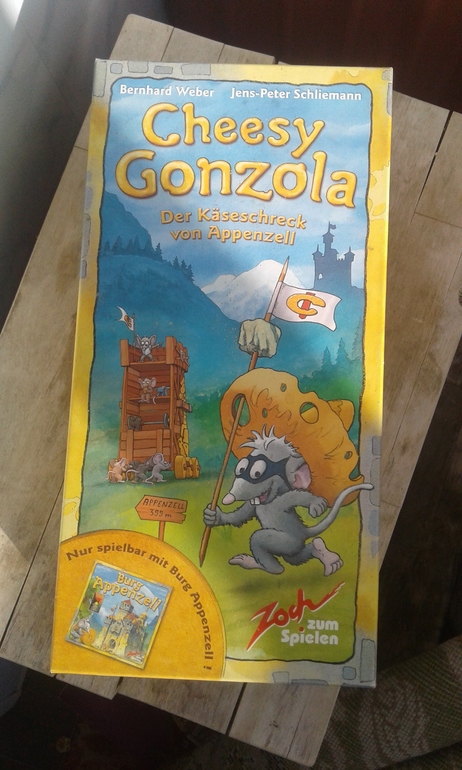 Bernhard Weber Jens-Peter Schliemann
Cheesy
Gonzola
Der Käseschreck
von Appenzell
C
APPENZELL
355 m
Nur spielbar mit Burg Appenzell!
Burg
Appenzell
Zoch zum
Spielen